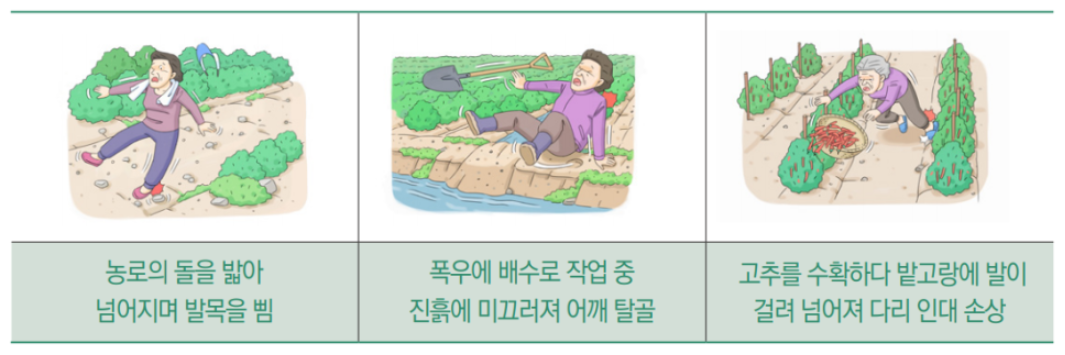 농로의 돌을 밟아
넘어지며 발목을 삠
폭우에 배수로 작업 중
진흙에 미끄러져 어깨 탈골
고추를 수확하다 밭고랑에 발이
걸려 넘어져 다리 인대 손상